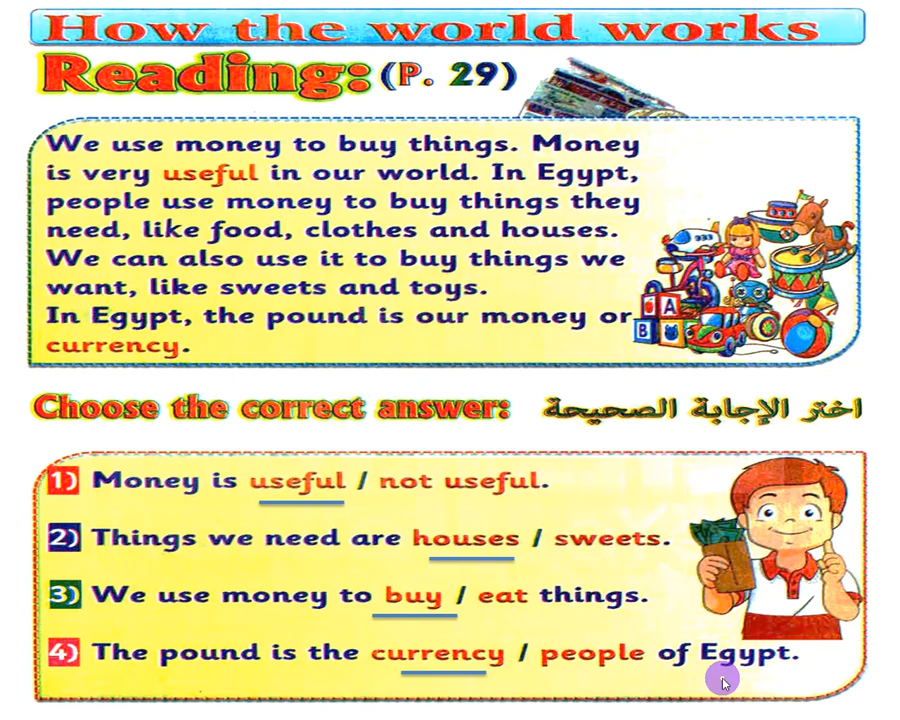 How the world works
Reading: (P. 29)
We use money to buy things. Money
is very useful in our world. In Egypt,
people use money to buy things they
need, like food, clothes and houses.
We can also use it to buy things we
want, like sweets and toys.
In Egypt, the pound is our money or
currency.
A
B
Choose the correct answer: اختر الإجابة الصحيحة
1) Money is useful / not useful.
2) Things we need are houses / sweets.
3) We use money to buy / eat things.
4) The pound is the currency / people of Egypt.